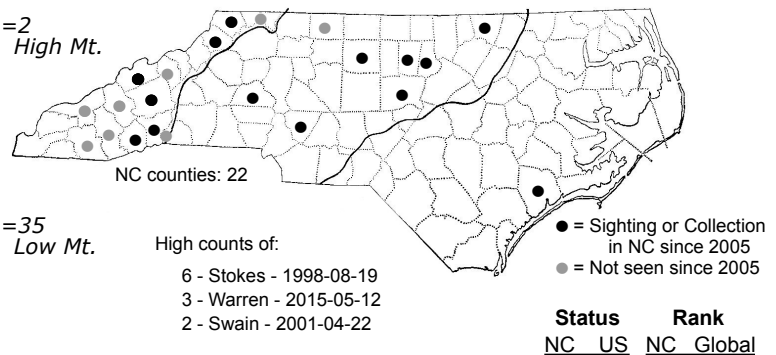 =2
High Mt.
NC counties: 22
=35
Low Mt.
High counts of:
6 - Stokes - 1998-08-19
3 - Warren - 2015-05-12
2 - Swain - 2001-04-22
= Sighting or Collection
in NC since 2005
= Not seen since 2005
Status Rank
NC US NC Global